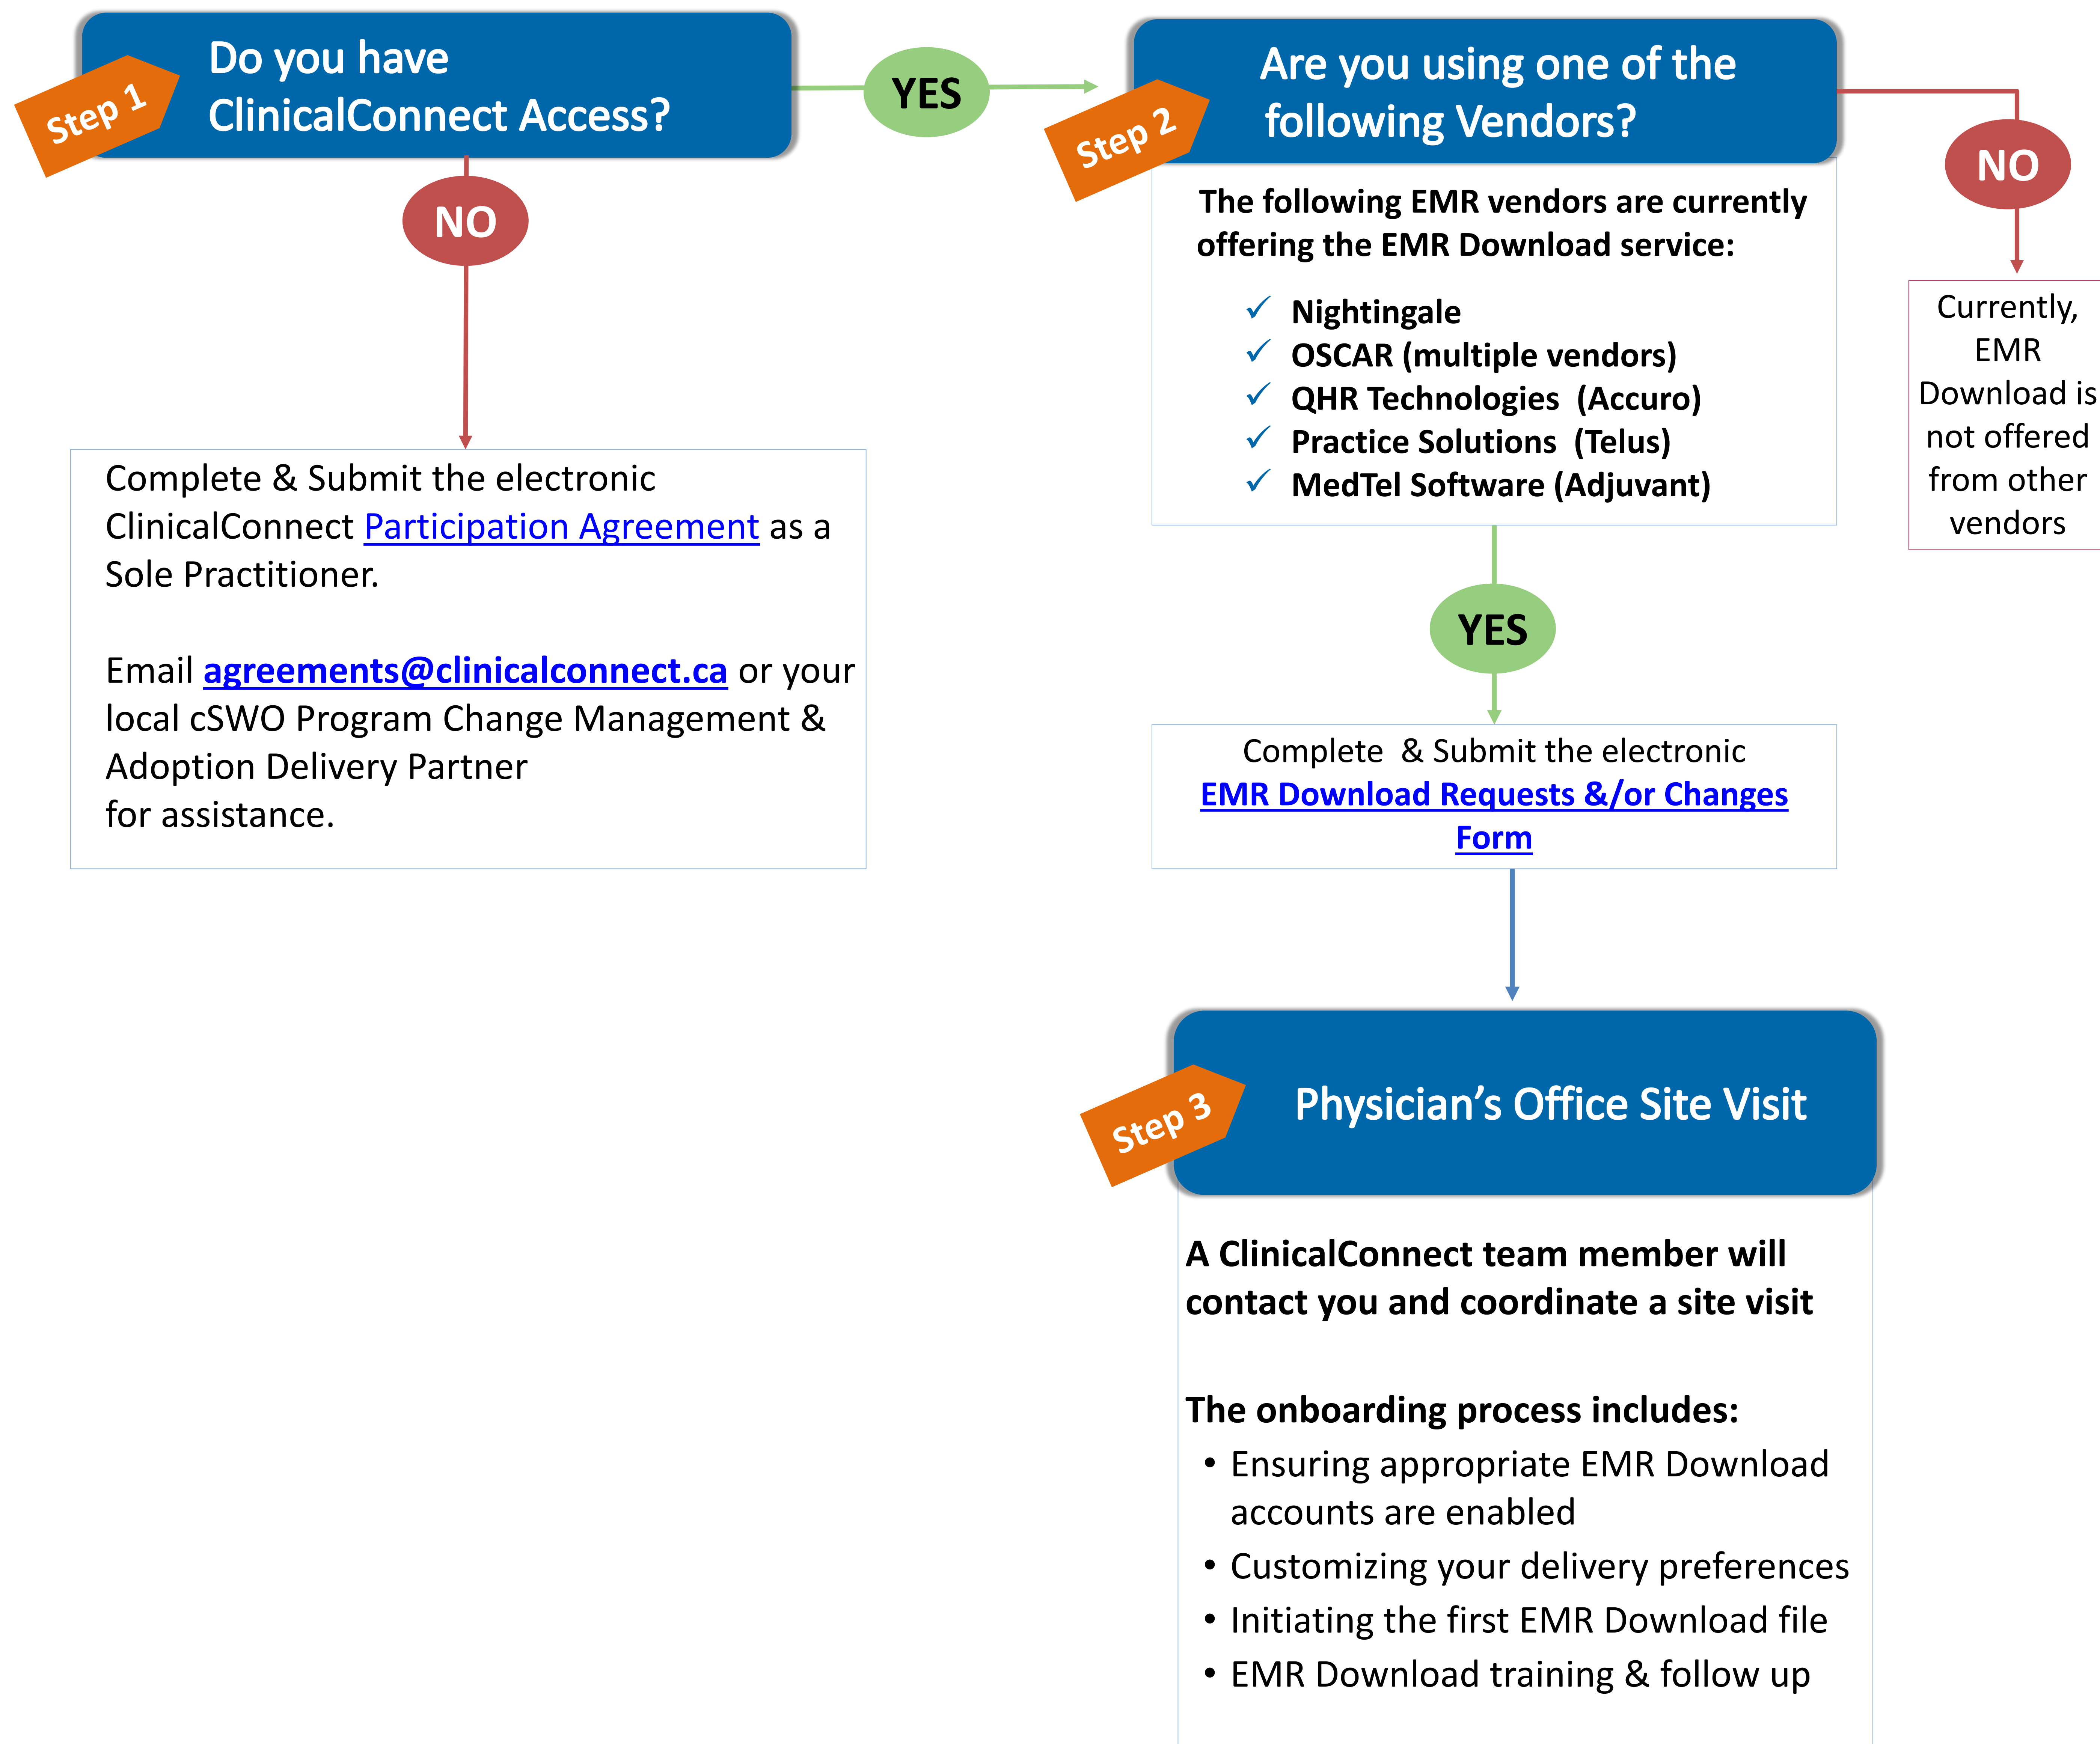 Step 1
Do you have
ClinicalConnect Access?
YES
NO
Complete & Submit the electronic
ClinicalConnect Participation Agreement as a
Sole Practitioner.
Email agreements@clinicalconnect.ca or your
local cSWO Program Change Management &
Adoption Delivery Partner
for assistance.
Step 2
Are you using one of the
following Vendors?
The following EMR vendors are currently
offering the EMR Download service:
✓ Nightingale
✓ OSCAR (multiple vendors)
✓ QHR Technologies (Accuro)
✓ Practice Solutions (Telus)
✓ MedTel Software (Adjuvant)
NO
Currently,
EMR
Download is
not offered
from other
vendors
YES
Complete & Submit the electronic
EMR Download Requests &/or Changes
Form
Step 3
Physician’s Office Site Visit
A ClinicalConnect team member will
contact you and coordinate a site visit
The onboarding process includes:
• Ensuring appropriate EMR Download
accounts are enabled
• Customizing your delivery preferences
• Initiating the first EMR Download file
• EMR Download training & follow up